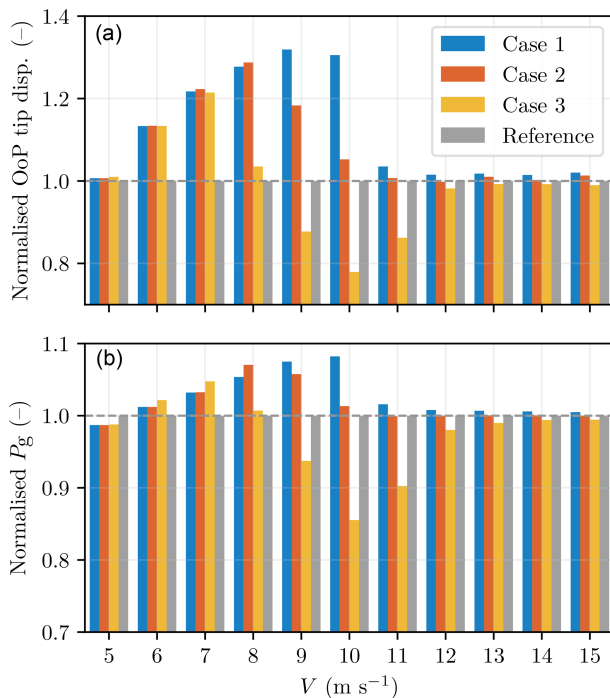 (a)
Normalised OoP tip disp. (–)
1.4
1.2
1.0
0.8
Case 1
Case 2
Case 3
Reference
(b)
Normalised Pg (–)
1.1
1.0
0.9
0.8
0.7
5 6 7 8 9 10 11 12 13 14 15
V (m s⁻¹)